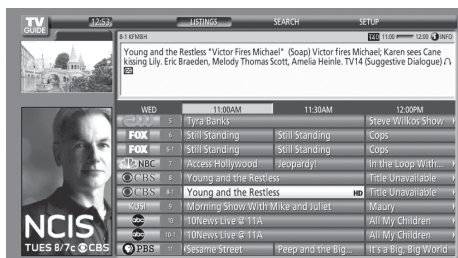 TV GUIDE
12:53
LISTINGS SEARCH SETUP
8-1 KFMBH
11:00 12:00 INFO
Young and the Restless "Victor Fires Michael" (Soap) Victor fires Michael; Karen sees Cane
kissing Lily. Eric Braeden, Melody Thomas Scott, Amelia Heinle. TV14 (Suggestive Dialogue)
WED 11:00AM 11:30AM 12:00PM
CW 5 Tyra Banks Steve Wilkos Show
FOX 6 Still Standing Still Standing Cops
FOX 6-1 Still Standing Still Standing Cops
NBC 7 Access Hollywood Jeopardy! In the Loop With...
CBS 8 Young and the Restless Title Unavailable
CBS 8-1 Young and the Restless HD Title Unavailable
KUSI 9 Morning Show With Mike and Juliet Maury
abc 10 10News Live @ 11A All My Children
abc 10-1 10News Live @ 11A All My Children
PBS 11 Sesame Street Peep and the Big... It's a Big, Big World
NCIS
TUES 8/7c CBS